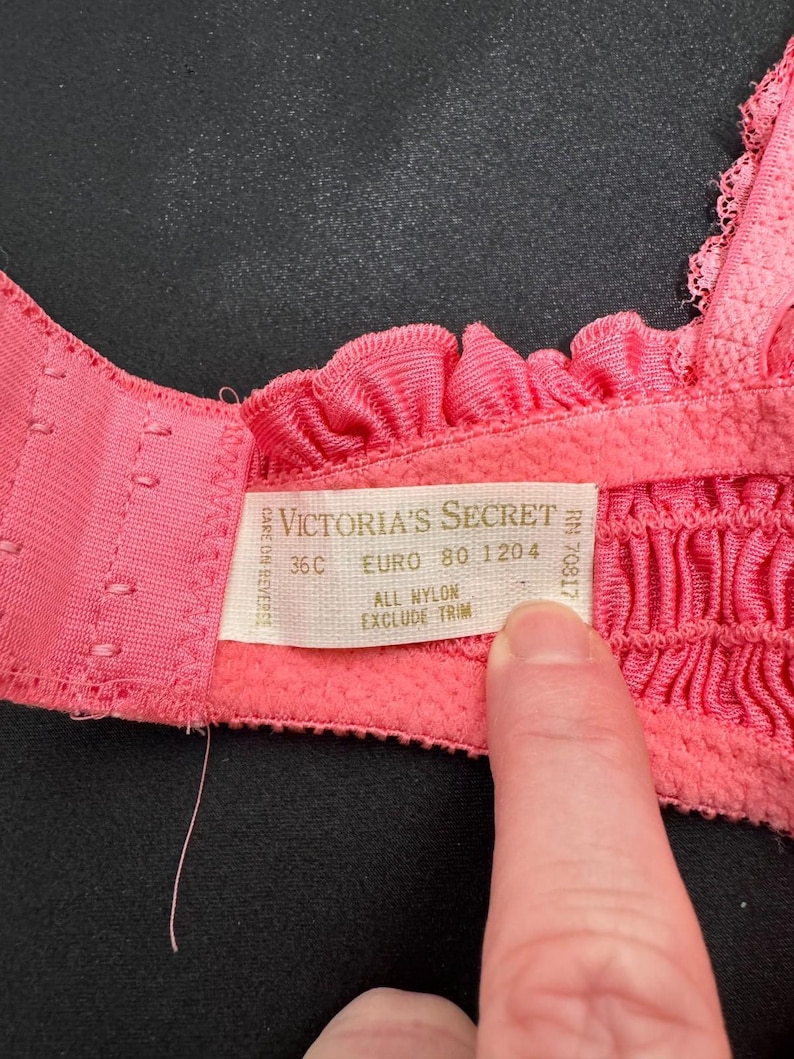 VICTORIA'S SECRET
36C EURO 80 1204
ALL NYLON
EXCLUDE TRIM
CARE ON REVERSE
RN 70817